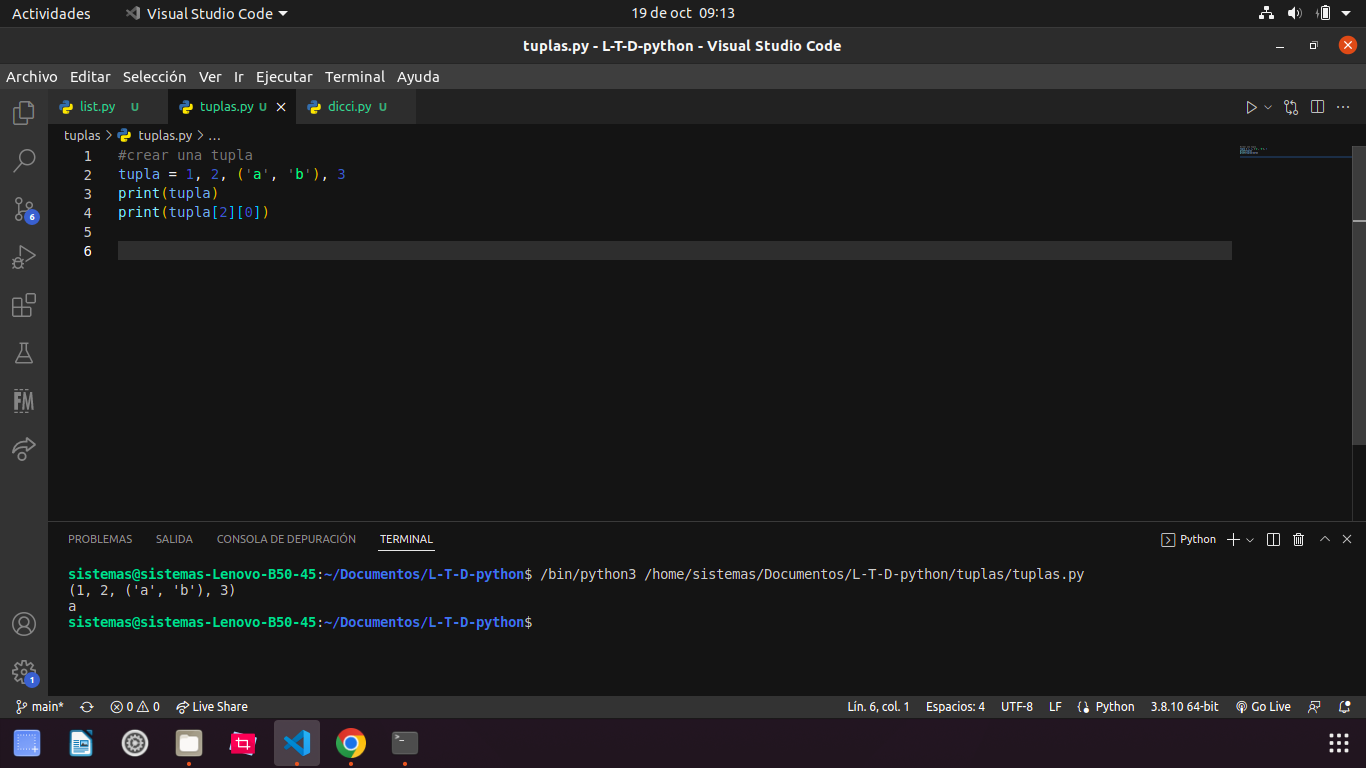 Actividades Visual Studio Code 19 de oct 09:13
tuplas.py - L-T-D-python - Visual Studio Code
Archivo Editar Selección Ver Ir Ejecutar Terminal Ayuda
list.py U tuplas.py U dicci.py U
tuplas > tuplas.py > ...
1 #crear una tupla
2 tupla = 1, 2, ('a', 'b'), 3
3 print(tupla)
4 print(tupla[2][0])
5
6
6
FM
PROBLEMAS SALIDA CONSOLA DE DEPURACIÓN TERMINAL Python
sistemas@sistemas-Lenovo-B50-45:~/Documentos/L-T-D-python$ /bin/python3 /home/sistemas/Documentos/L-T-D-python/tuplas/tuplas.py
(1, 2, ('a', 'b'), 3)
a
sistemas@sistemas-Lenovo-B50-45:~/Documentos/L-T-D-python$
1
main* 0 0 Live Share Lín. 6, col. 1 Espacios: 4 UTF-8 LF Python 3.8.10 64-bit Go Live